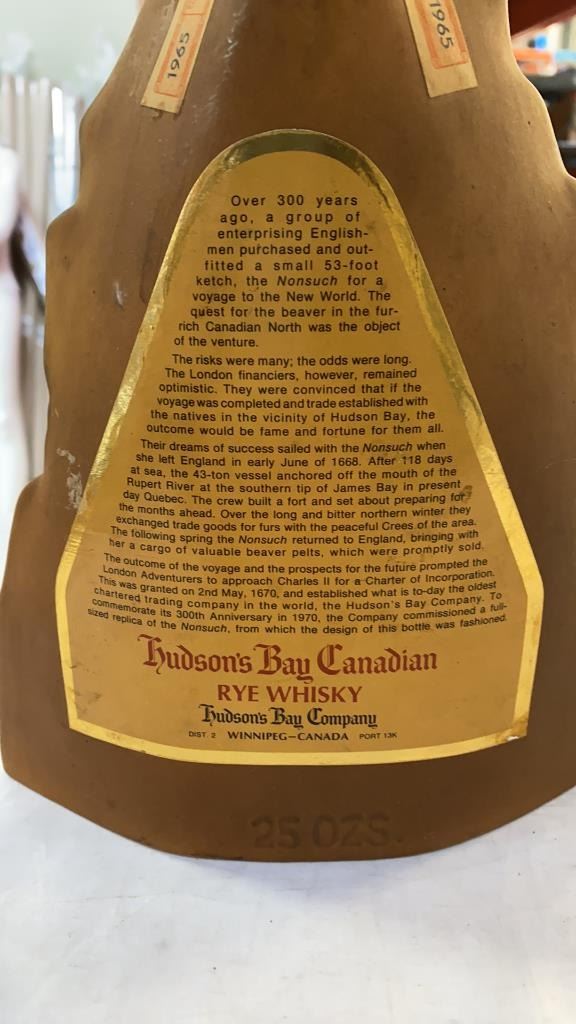 1965
1965
Over 300 years
ago, a group of
enterprising English-
men purchased and out-
fitted a small 53-foot
ketch, the Nonsuch for a
voyage to the New World. The
quest for the beaver in the fur-
rich Canadian North was the object
of the venture.
The risks were many; the odds were long.
The London financiers, however, remained
optimistic. They were convinced that if the
voyage was completed and trade established with
the natives in the vicinity of Hudson Bay, the
outcome would be fame and fortune for them all.
Their dreams of success sailed with the Nonsuch when
she left England in early June of 1668. After 118 days
at sea, the 43-ton vessel anchored off the mouth of the
Rupert River at the southern tip of James Bay in present
day Quebec. The crew built a fort and set about preparing for
the months ahead. Over the long and bitter northern winter they
exchanged trade goods for furs with the peaceful Crees of the area.
The following spring the Nonsuch returned to England, bringing with
her a cargo of valuable beaver pelts, which were promptly sold.
The outcome of the voyage and the prospects for the future prompted the
London Adventurers to approach Charles II for a Charter of Incorporation.
This was granted on 2nd May, 1670, and established what is to-day the oldest
chartered trading company in the world, the Hudson's Bay Company. To
commemorate its 300th Anniversary in 1970, the Company commissioned a full-
sized replica of the Nonsuch, from which the design of this bottle was fashioned.
Hudson's Bay Canadian
RYE WHISKY
Hudson's Bay Company
DIST 2 WINNIPEG–CANADA PORT 13K
25 OZS.